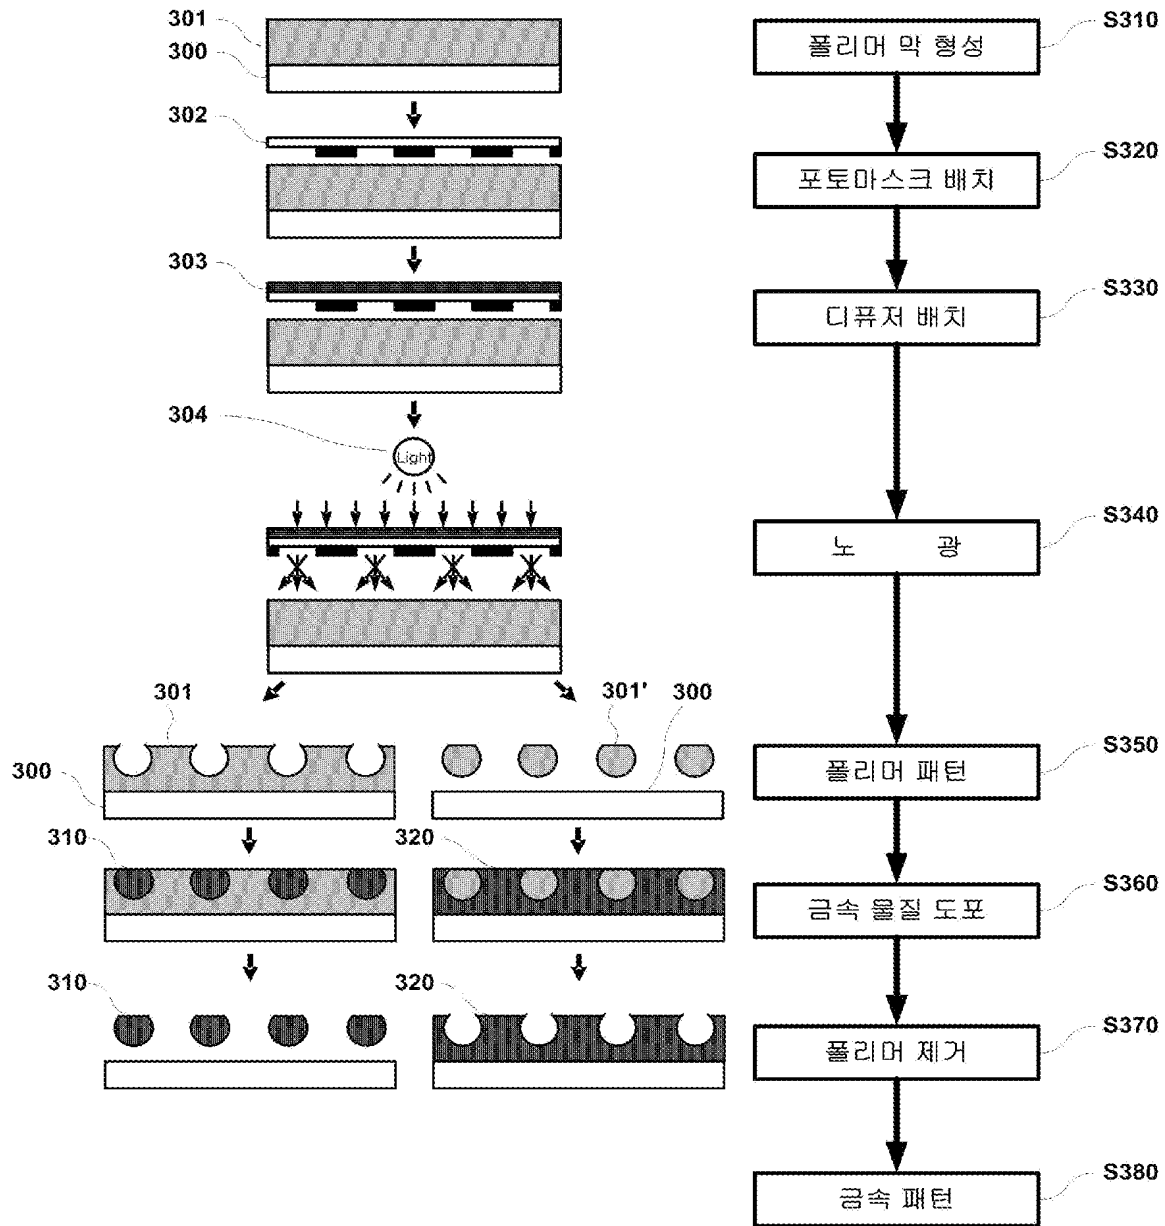 301
300
폴리머 막 형성
S310
302
포토마스크 배치
S320
303
디퓨저 배치
S330
304
Light
노 광
S340
301
301'
300
300
폴리머 패턴
S350
310
320
금속 물질 도포
S360
310
320
폴리머 제거
S370
금속 패턴
S380